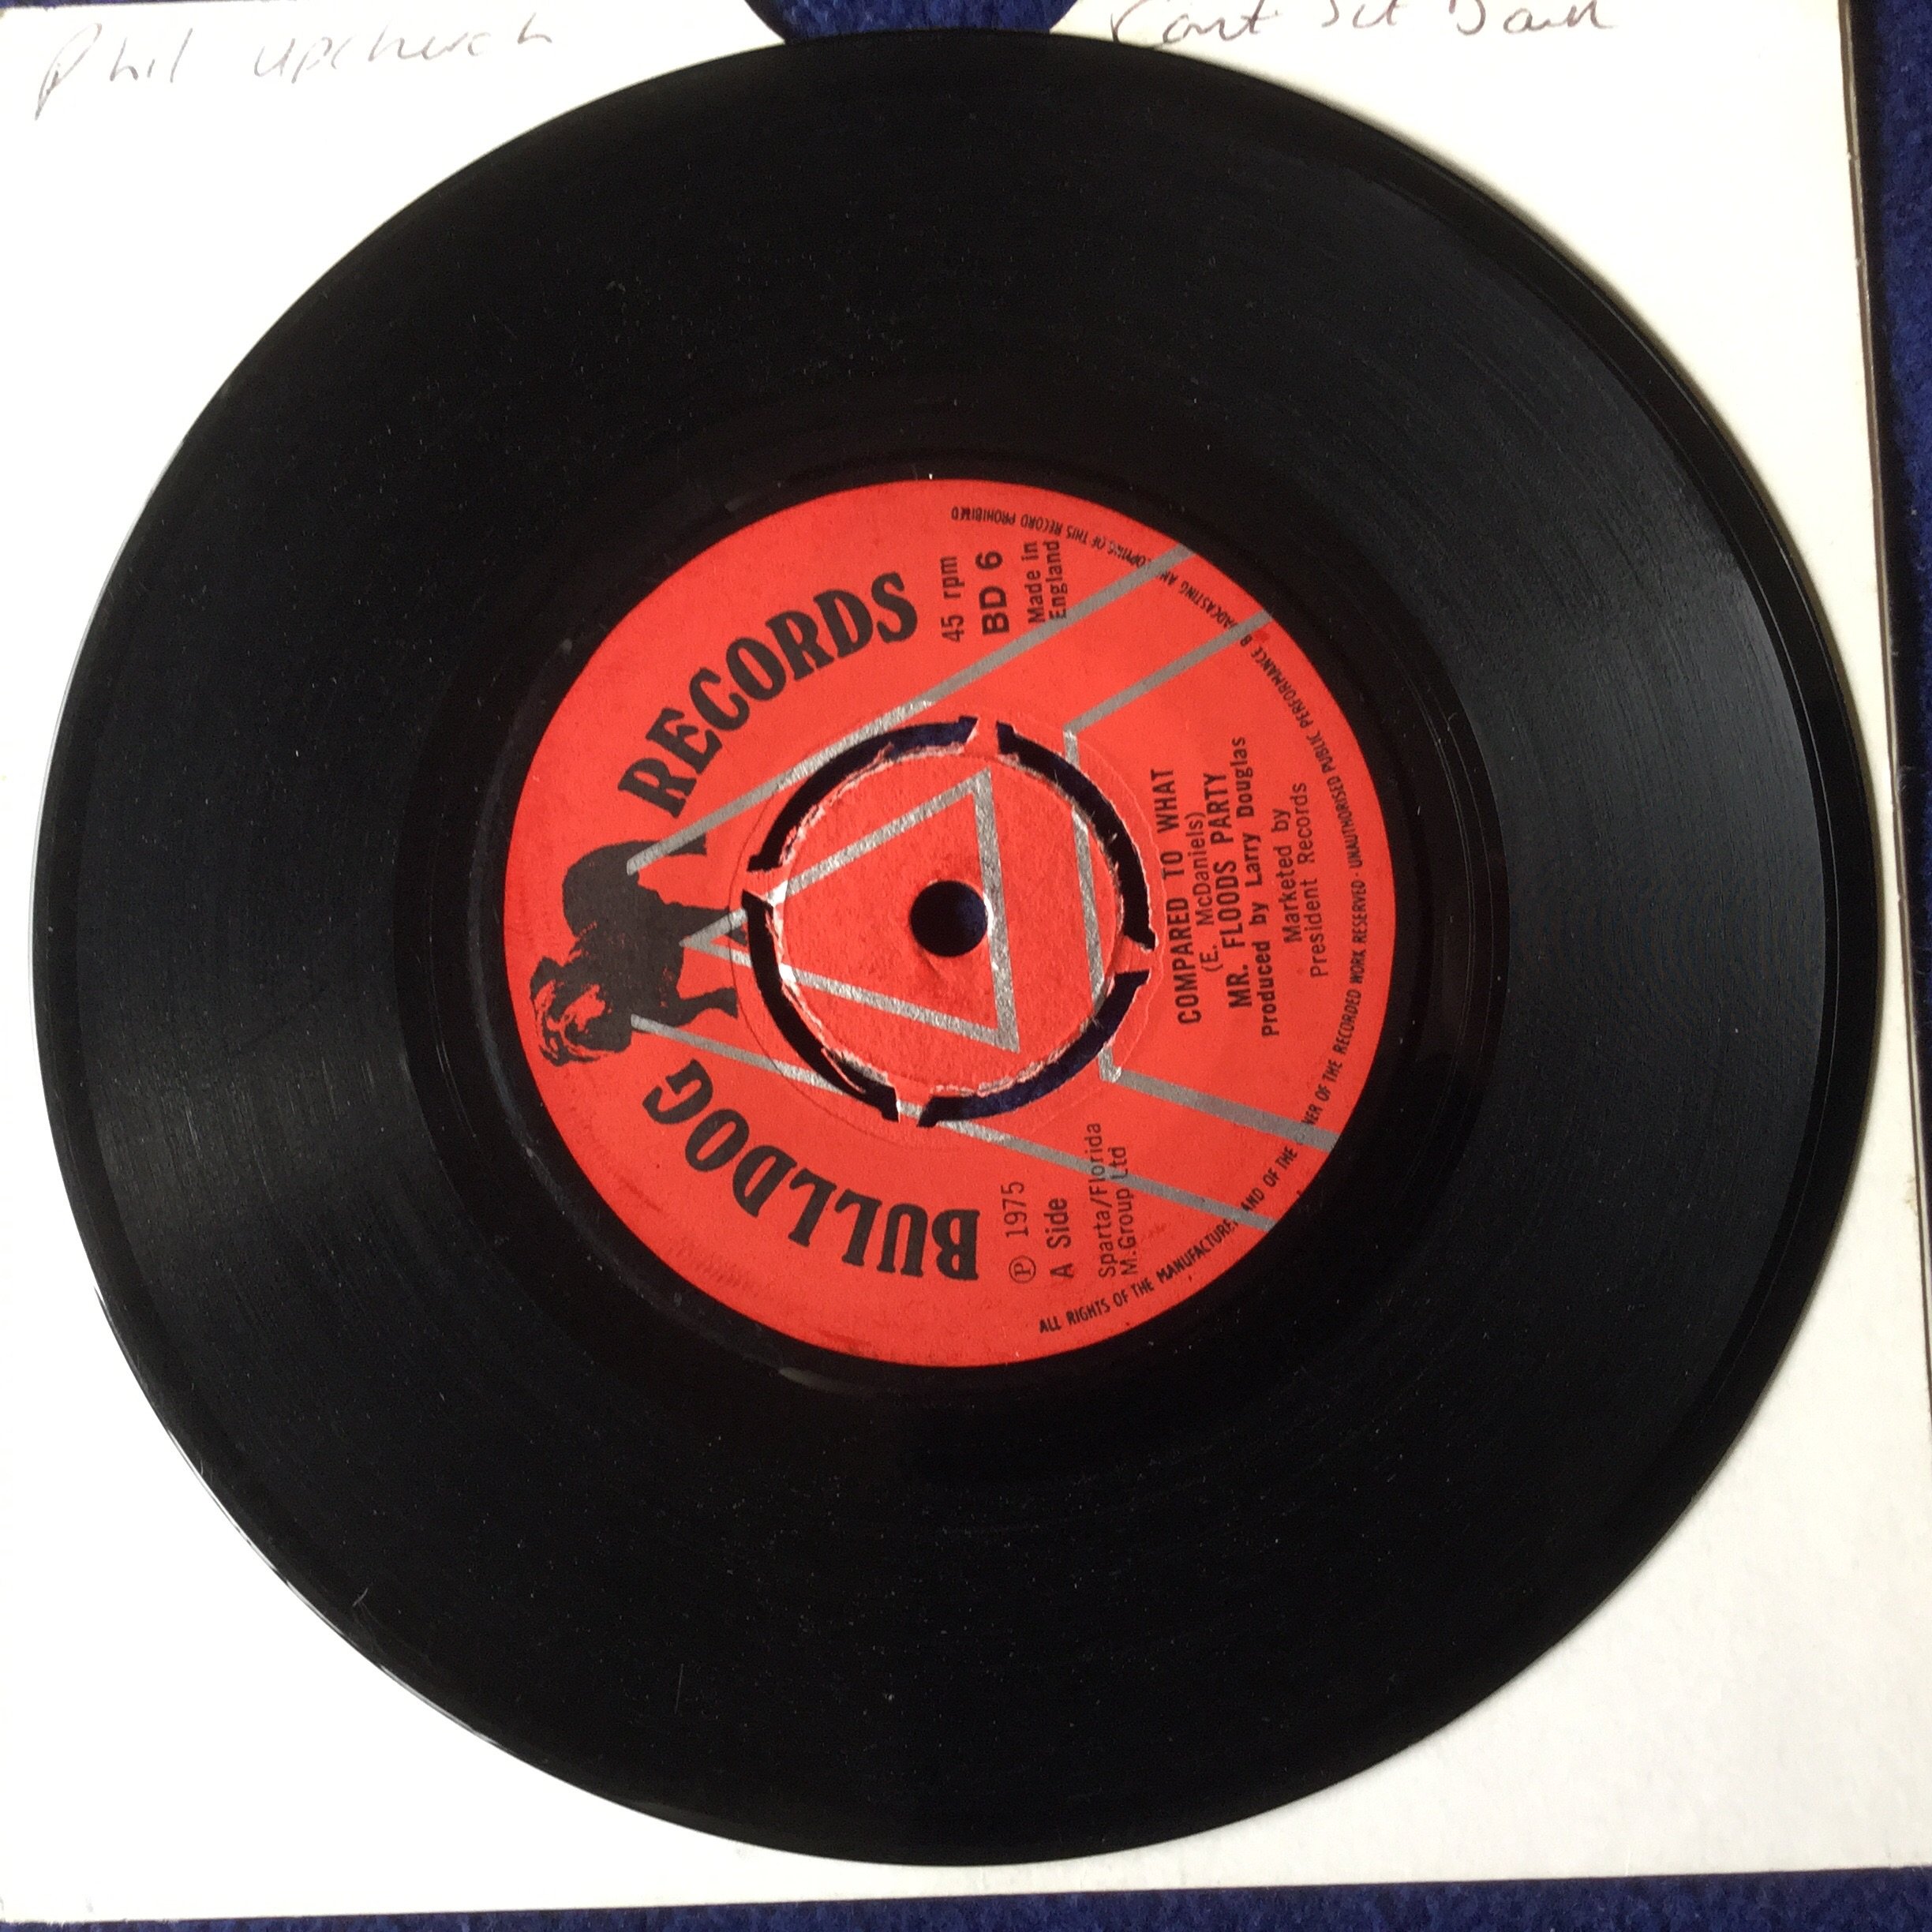 Phil Upchurch
Cant Sit Down
BULLDOG RECORDS
℗ 1975
A Side
Sparta/Florida
M.Group Ltd
45 rpm
BD 6
Made in
England
COMPARED TO WHAT
(E. McDaniels)
MR. FLOODS PARTY
Produced by Larry Douglas
Marketed by
President Records
ALL RIGHTS OF THE MANUFACTURER AND OF THE OWNER OF THE RECORDED WORK RESERVED · UNAUTHORISED PUBLIC PERFORMANCE BROADCASTING AND COPYING OF THIS RECORD PROHIBITED